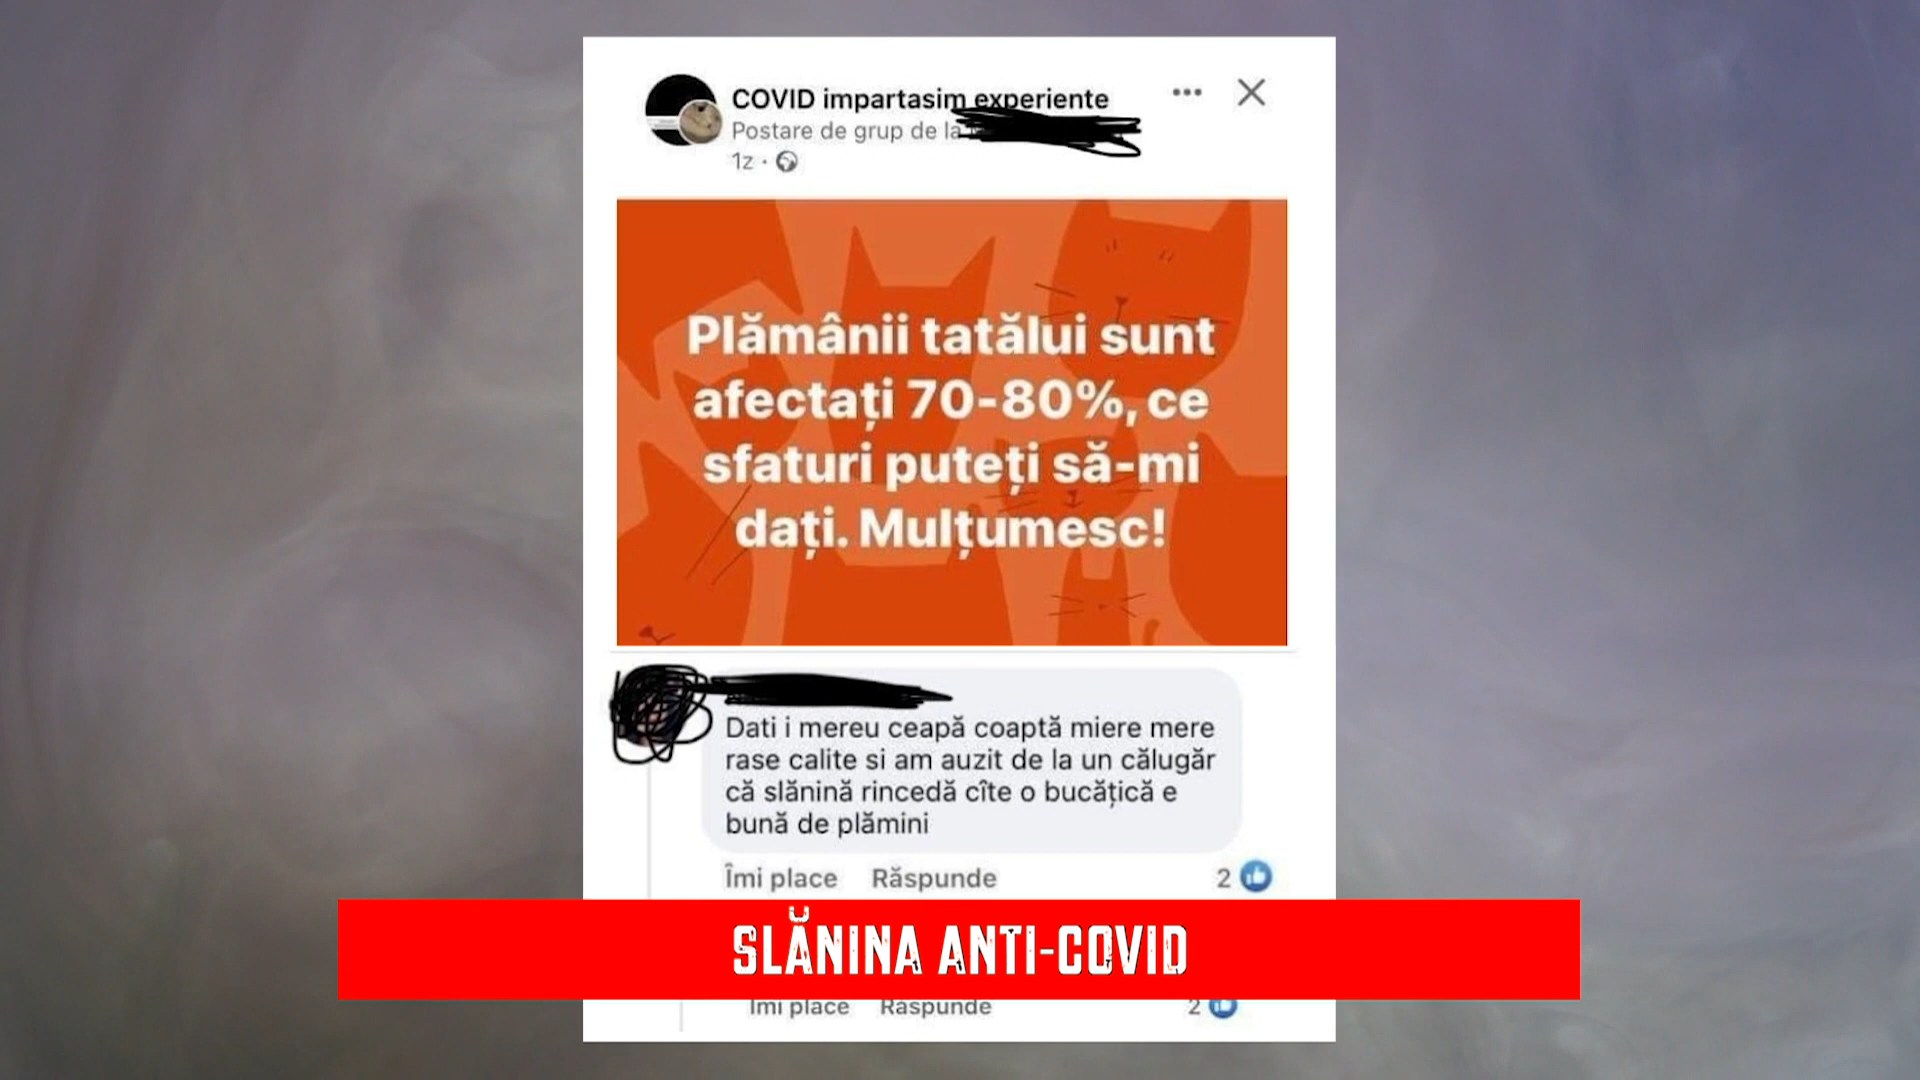 COVID impartasim experiente
Postare de grup de la
1z ·
Plămânii tatălui sunt
afectați 70-80%, ce
sfaturi puteți să-mi
dați. Mulțumesc!
Dati i mereu ceapă coaptă miere mere
rase calite si am auzit de la un călugăr
că slănină rincedă cîte o bucățică e
bună de plămini
Îmi place Răspunde 2
SLĂNINA ANTI-COVID
Îmi place Răspunde 2